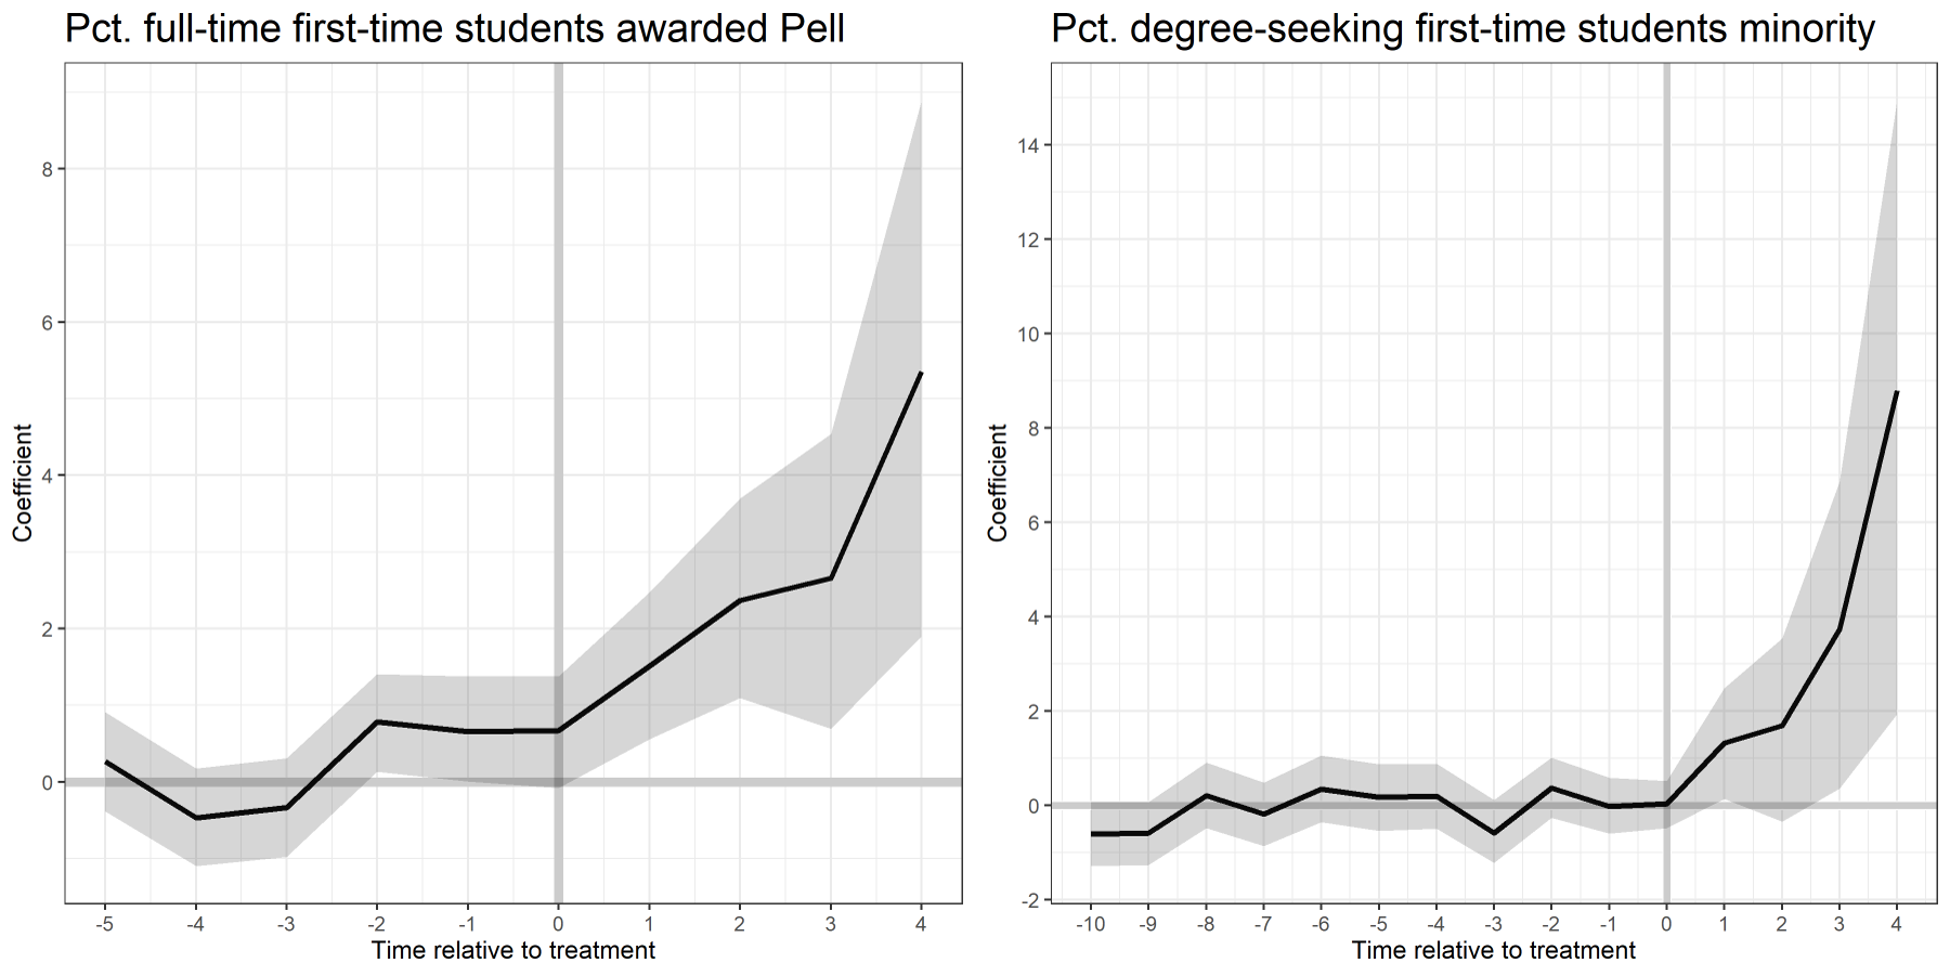 Pct. full-time first-time students awarded Pell
8
6
4
2
0
Coefficient
-5 -4 -3 -2 -1 0 1 2 3 4
Time relative to treatment
Pct. degree-seeking first-time students minority
14
12
10
8
6
4
2
0
-2
Coefficient
-10 -9 -8 -7 -6 -5 -4 -3 -2 -1 0 1 2 3 4
Time relative to treatment